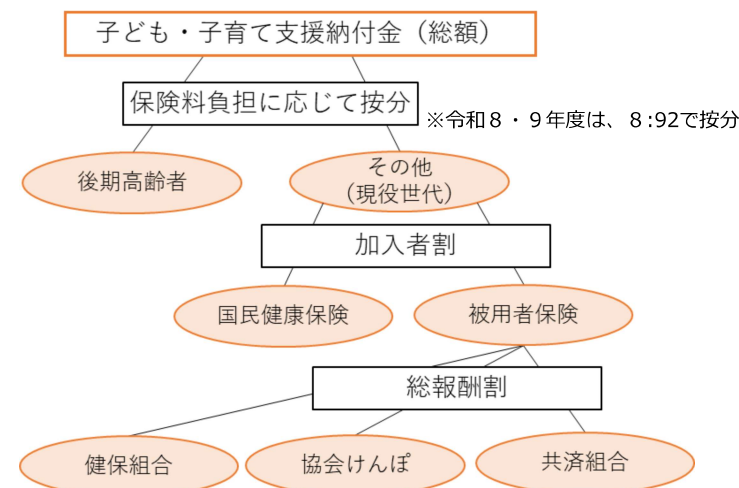 子ども・子育て支援納付金（総額）
保険料負担に応じて按分
※令和８・９年度は、８:92で按分
後期高齢者
その他
（現役世代）
加入者割
国民健康保険
被用者保険
総報酬割
健保組合
協会けんぽ
共済組合